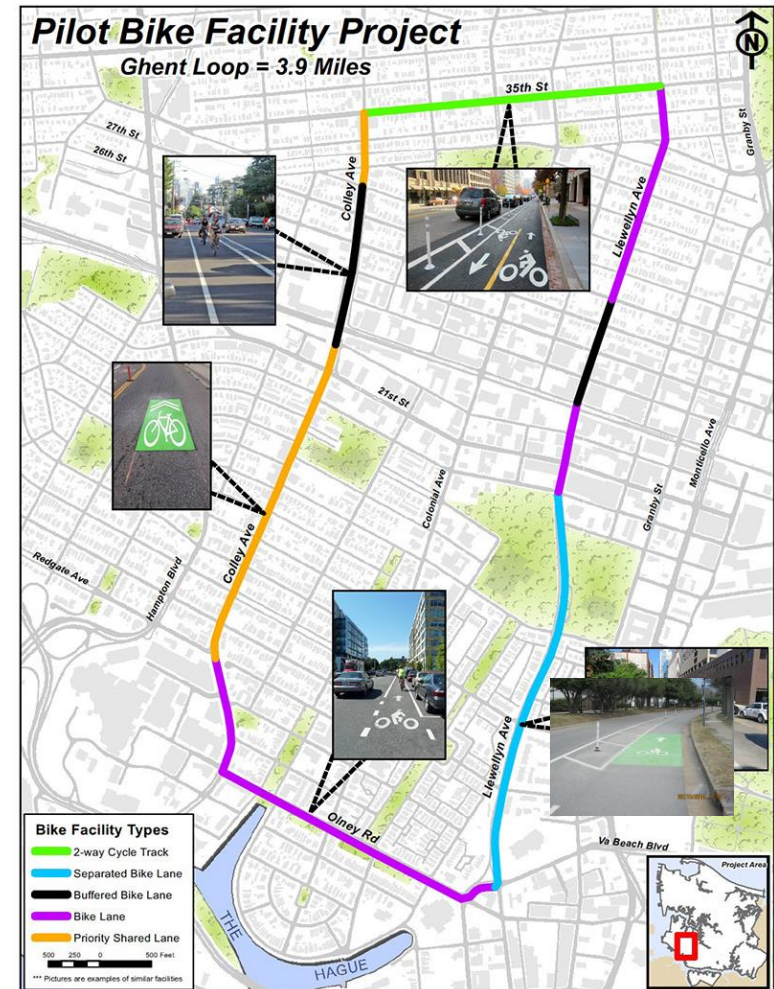 Pilot Bike Facility Project
Ghent Loop = 3.9 Miles
N
35th St
27th St
26th St
Granby St
Colley Ave
Llewellyn Ave
21st St
Monticello Ave
Colonial Ave
Granby St
Colley Ave
Redgate Ave
Hampton Blvd
Llewellyn Ave
Olney Rd
Va Beach Blvd
Bike Facility Types
2-way Cycle Track
Separated Bike Lane
Buffered Bike Lane
Bike Lane
Priority Shared Lane
500 250 0 500 Feet
*** Pictures are examples of similar facilities
THE
HAGUE
Project Area